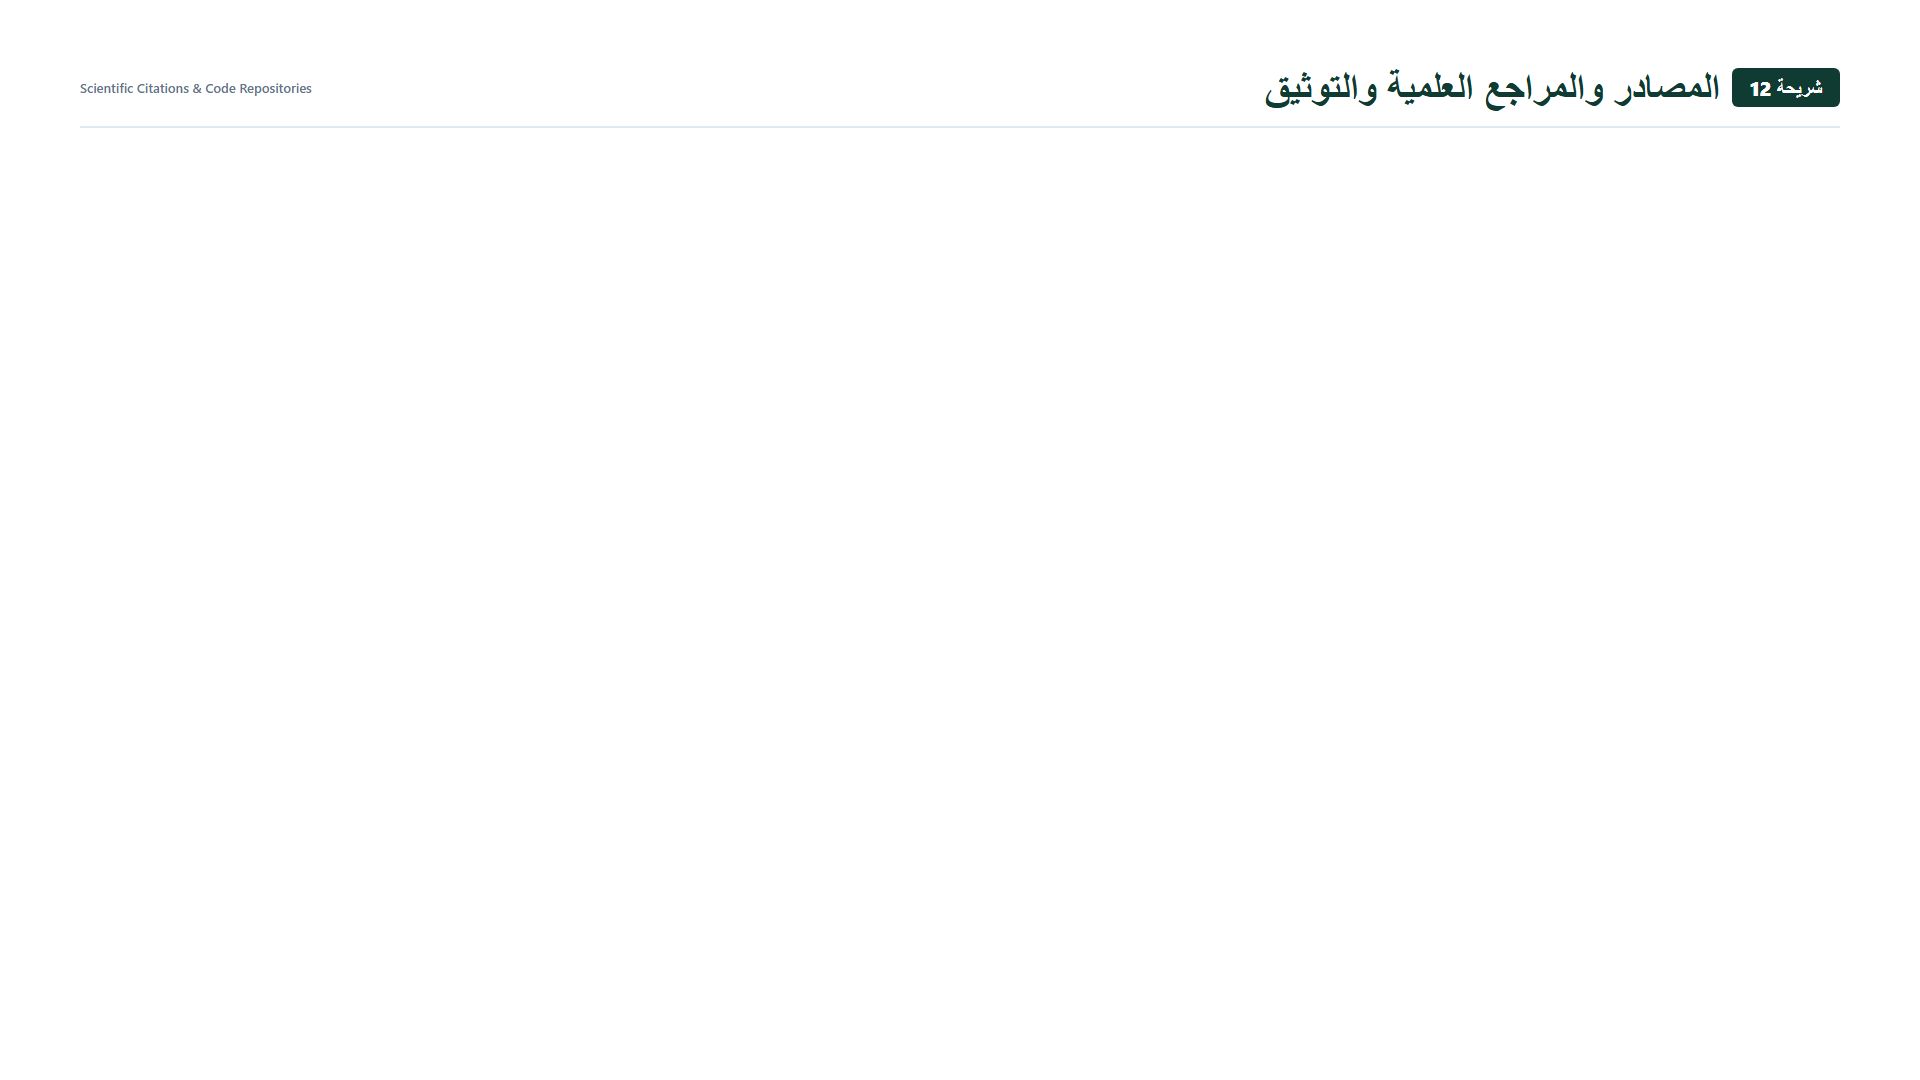 شريحة 12
المصادر والمراجع العلمية والتوثيق
Scientific Citations & Code Repositories